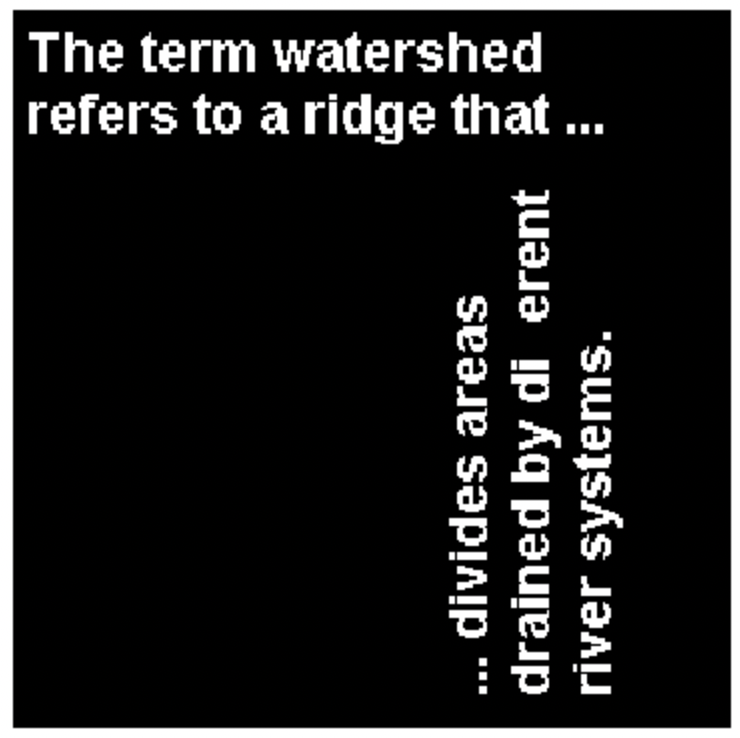 The term watershed
refers to a ridge that ...
... divides areas
drained by di erent
river systems.